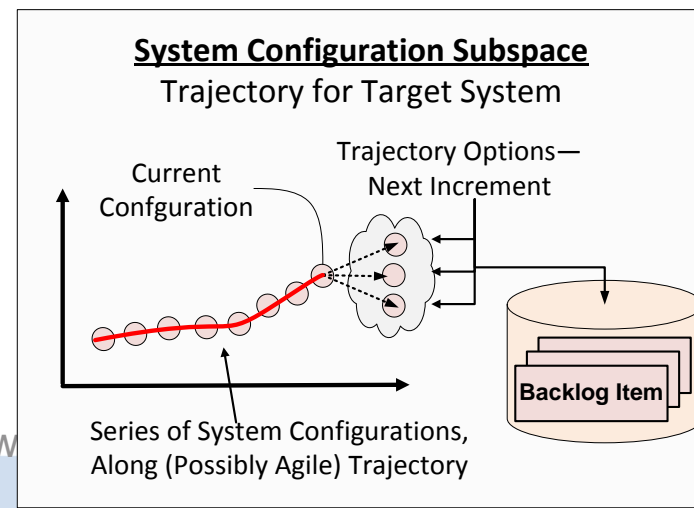 System Configuration Subspace
Trajectory for Target System
Current
Confguration
Trajectory Options—
Next Increment
Backlog Item
Series of System Configurations,
Along (Possibly Agile) Trajectory